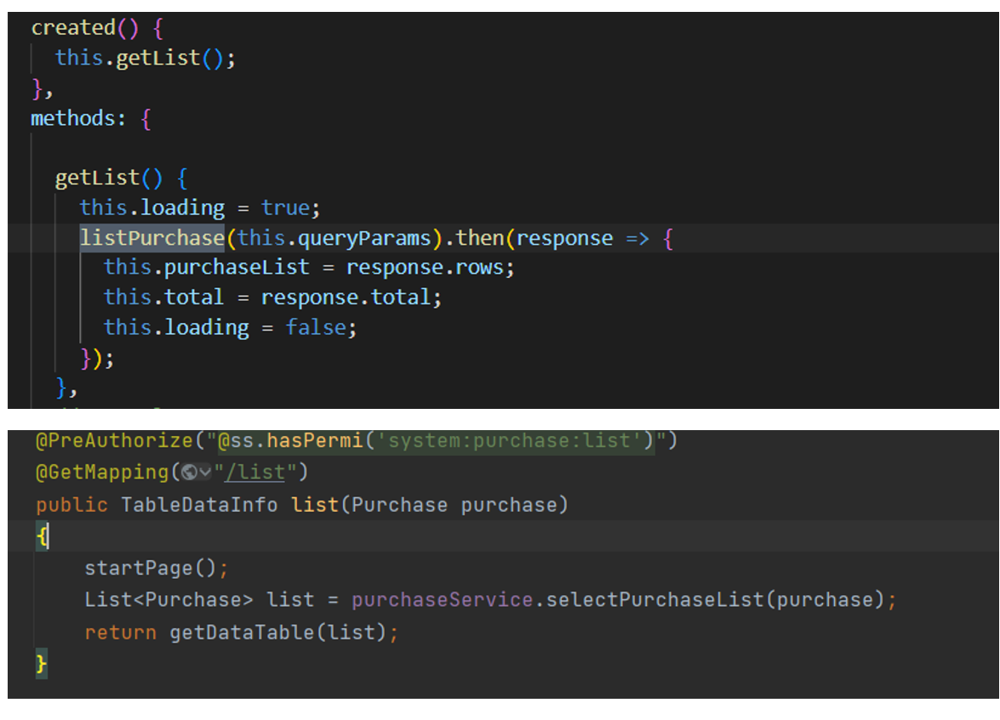 created() {
this.getList();
},
methods: {
getList() {
this.loading = true;
listPurchase(this.queryParams).then(response => {
this.purchaseList = response.rows;
this.total = response.total;
this.loading = false;
});
},
@PreAuthorize("@ss.hasPermi('system:purchase:list')")
@GetMapping("/list")
public TableDataInfo list(Purchase purchase)
{
startPage();
List<Purchase> list = purchaseService.selectPurchaseList(purchase);
return getDataTable(list);
}